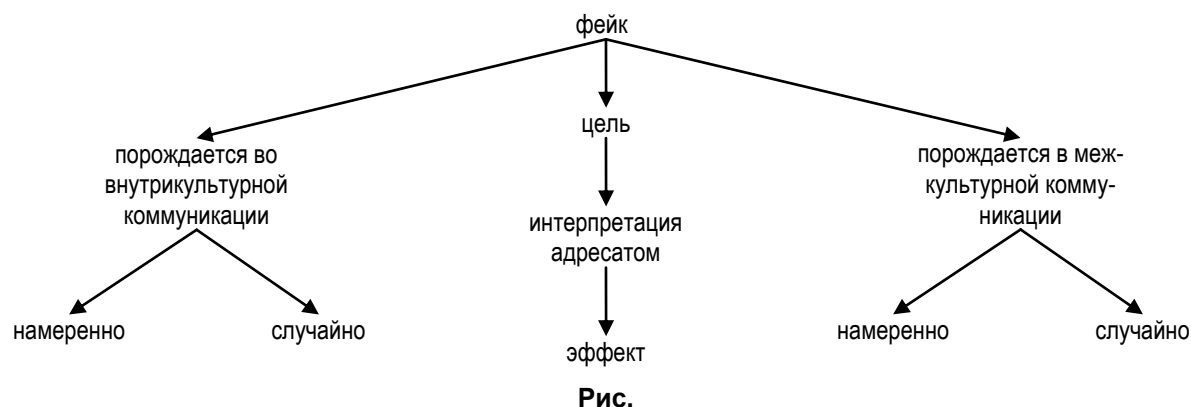 фейк
цель
порождается во
внутрикультурной
коммуникации
интерпретация
адресатом
порождается в меж-
культурной комму-
никации
намеренно
случайно
эффект
намеренно
случайно
Рис.